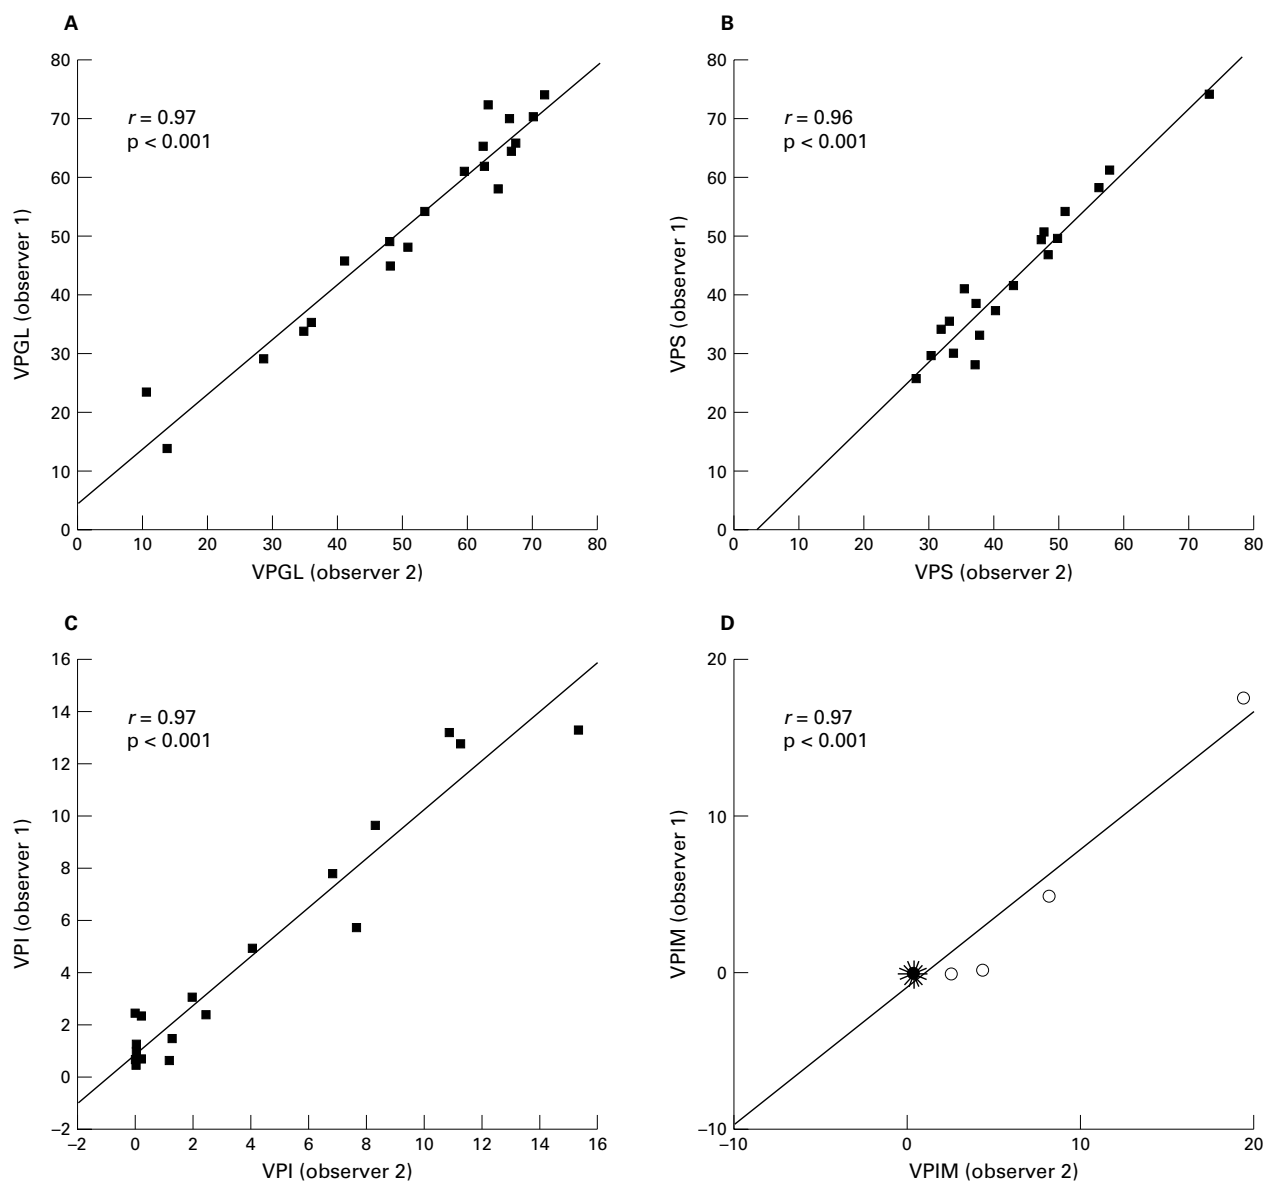 A
80
70
60
50
40
30
20
10
0
r = 0.97
p < 0.001
VPGL (observer 1)
0 10 20 30 40 50 60 70 80
VPGL (observer 2)
B
80
70
60
50
40
30
20
10
0
r = 0.96
p < 0.001
VPS (observer 1)
0 10 20 30 40 50 60 70 80
VPS (observer 2)
C
16
14
12
10
8
6
4
2
0
–2
r = 0.97
p < 0.001
VPI (observer 1)
–2 0 2 4 6 8 10 12 14 16
VPI (observer 2)
D
20
10
0
–10
r = 0.97
p < 0.001
VPIM (observer 1)
–10 0 10 20
VPIM (observer 2)